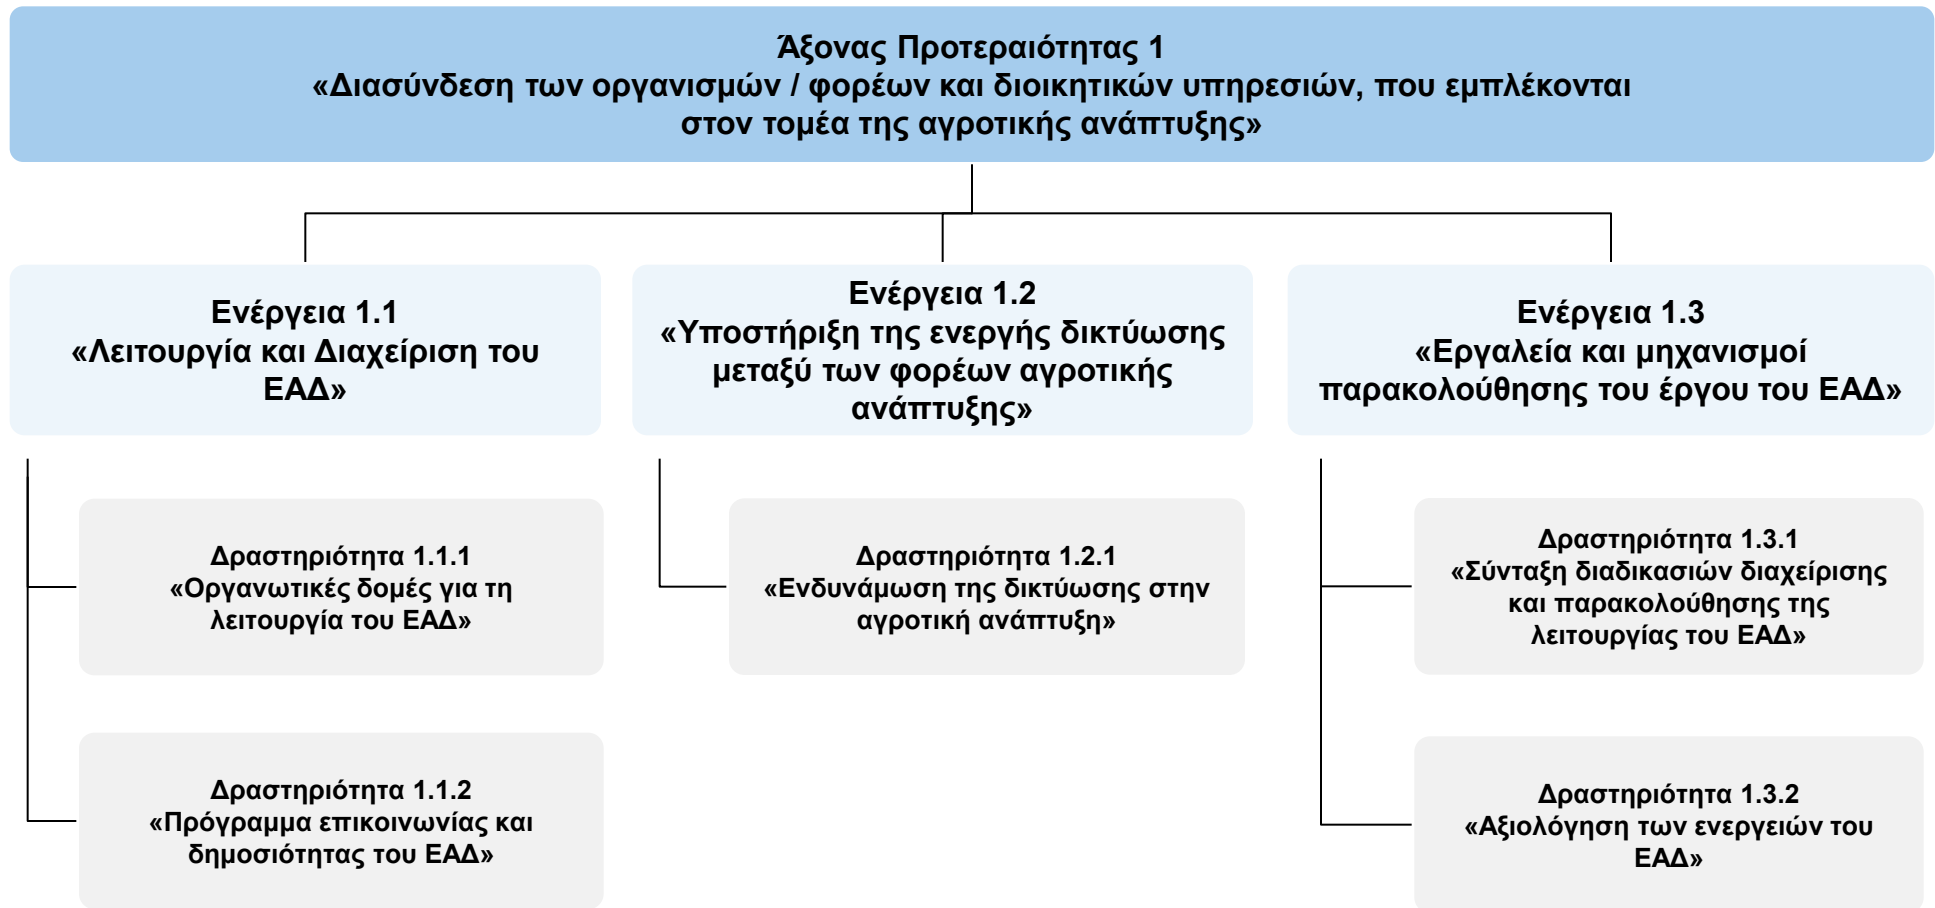 Άξονας Προτεραιότητας 1
«Διασύνδεση των οργανισμών / φορέων και διοικητικών υπηρεσιών, που εμπλέκονται
στον τομέα της αγροτικής ανάπτυξης»
Ενέργεια 1.1
«Λειτουργία και Διαχείριση του
ΕΑΔ»
Ενέργεια 1.2
«Υποστήριξη της ενεργής δικτύωσης
μεταξύ των φορέων αγροτικής
ανάπτυξης»
Ενέργεια 1.3
«Εργαλεία και μηχανισμοί
παρακολούθησης του έργου του ΕΑΔ»
Δραστηριότητα 1.1.1
«Οργανωτικές δομές για τη
λειτουργία του ΕΑΔ»
Δραστηριότητα 1.2.1
«Ενδυνάμωση της δικτύωσης στην
αγροτική ανάπτυξη»
Δραστηριότητα 1.3.1
«Σύνταξη διαδικασιών διαχείρισης
και παρακολούθησης της
λειτουργίας του ΕΑΔ»
Δραστηριότητα 1.1.2
«Πρόγραμμα επικοινωνίας και
δημοσιότητας του ΕΑΔ»
Δραστηριότητα 1.3.2
«Αξιολόγηση των ενεργειών του
ΕΑΔ»